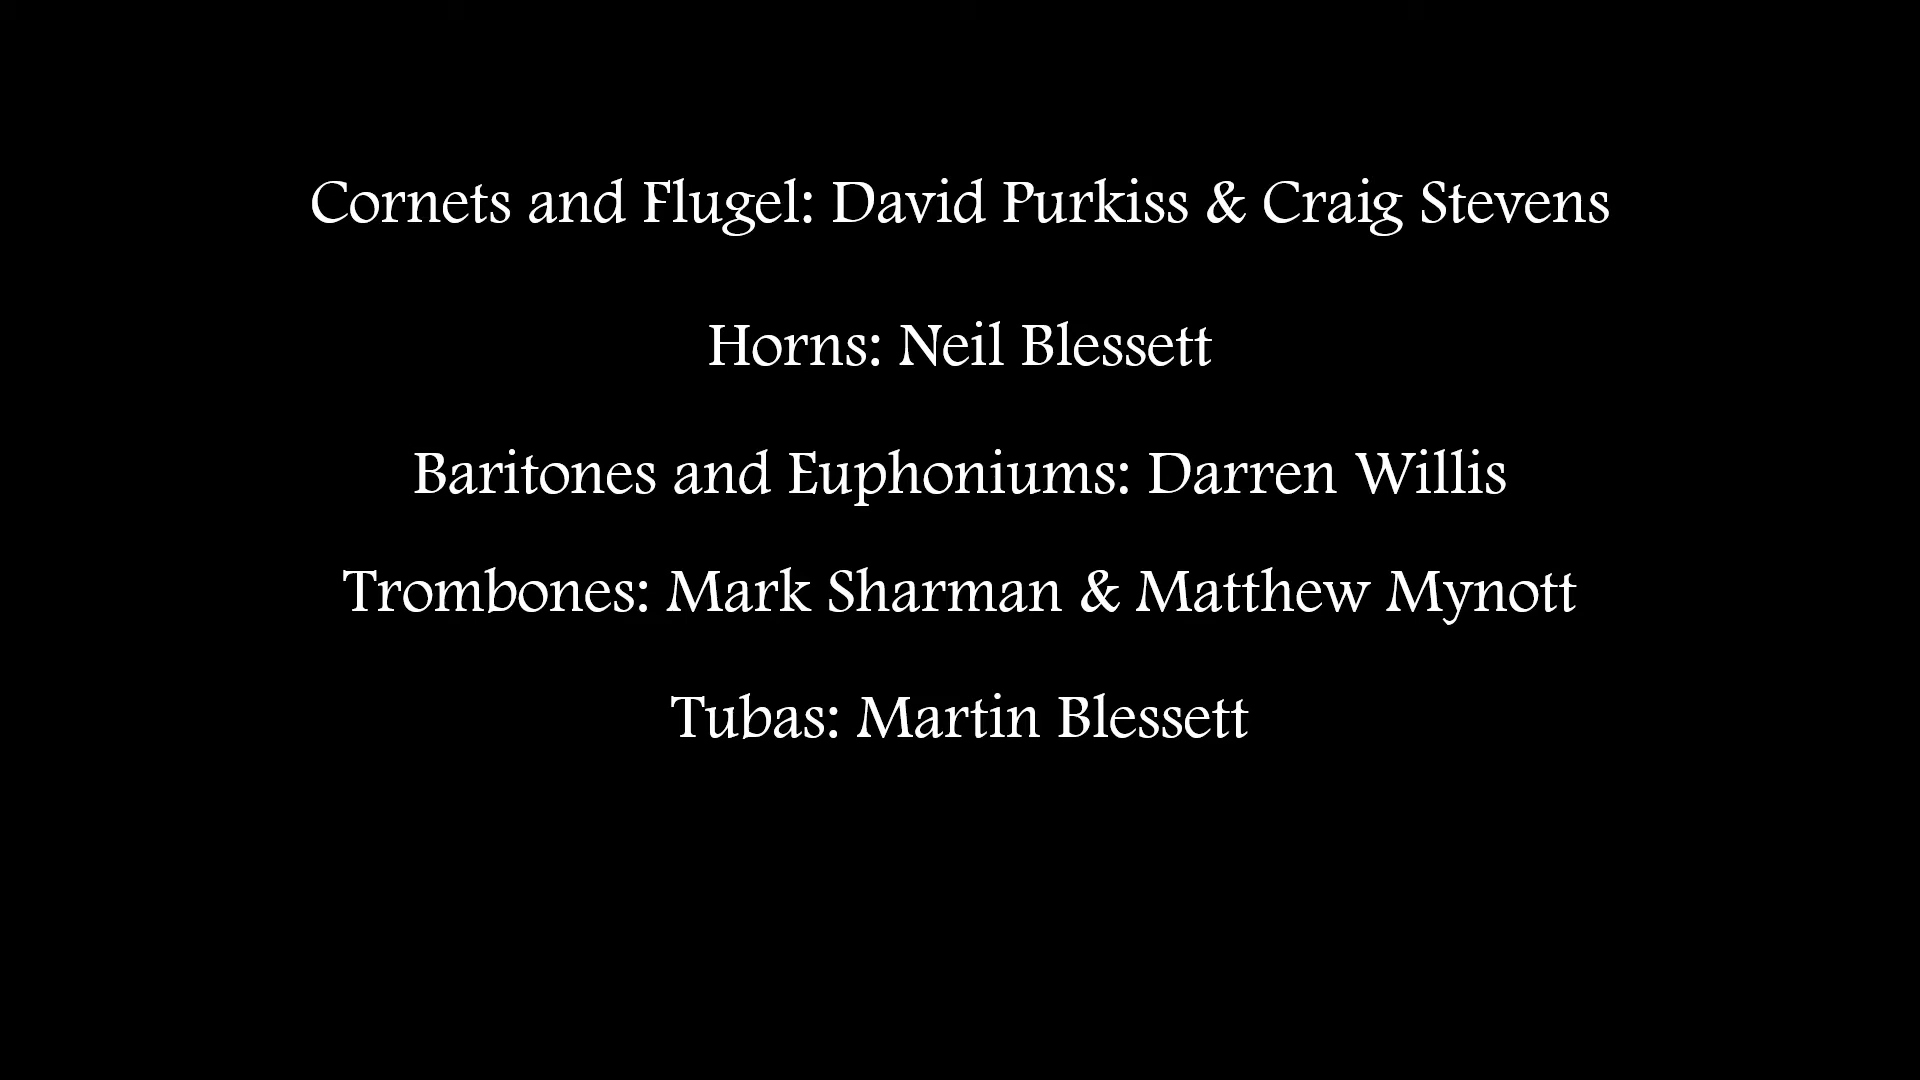 Cornets and Flugel: David Purkiss & Craig Stevens
Horns: Neil Blessett
Baritones and Euphoniums: Darren Willis
Trombones: Mark Sharman & Matthew Mynott
Tubas: Martin Blessett